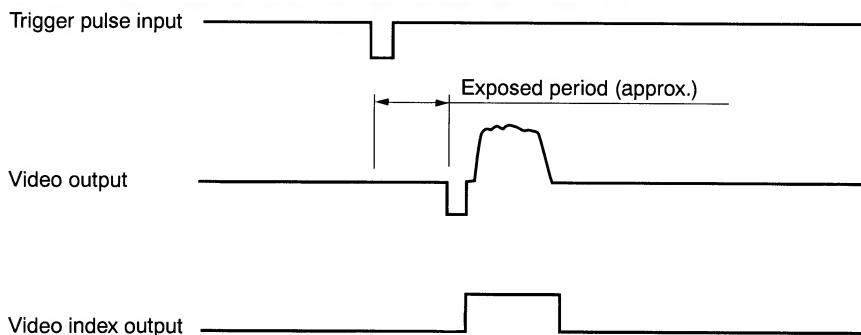 Trigger pulse input
Exposed period (approx.)
Video output
Video index output